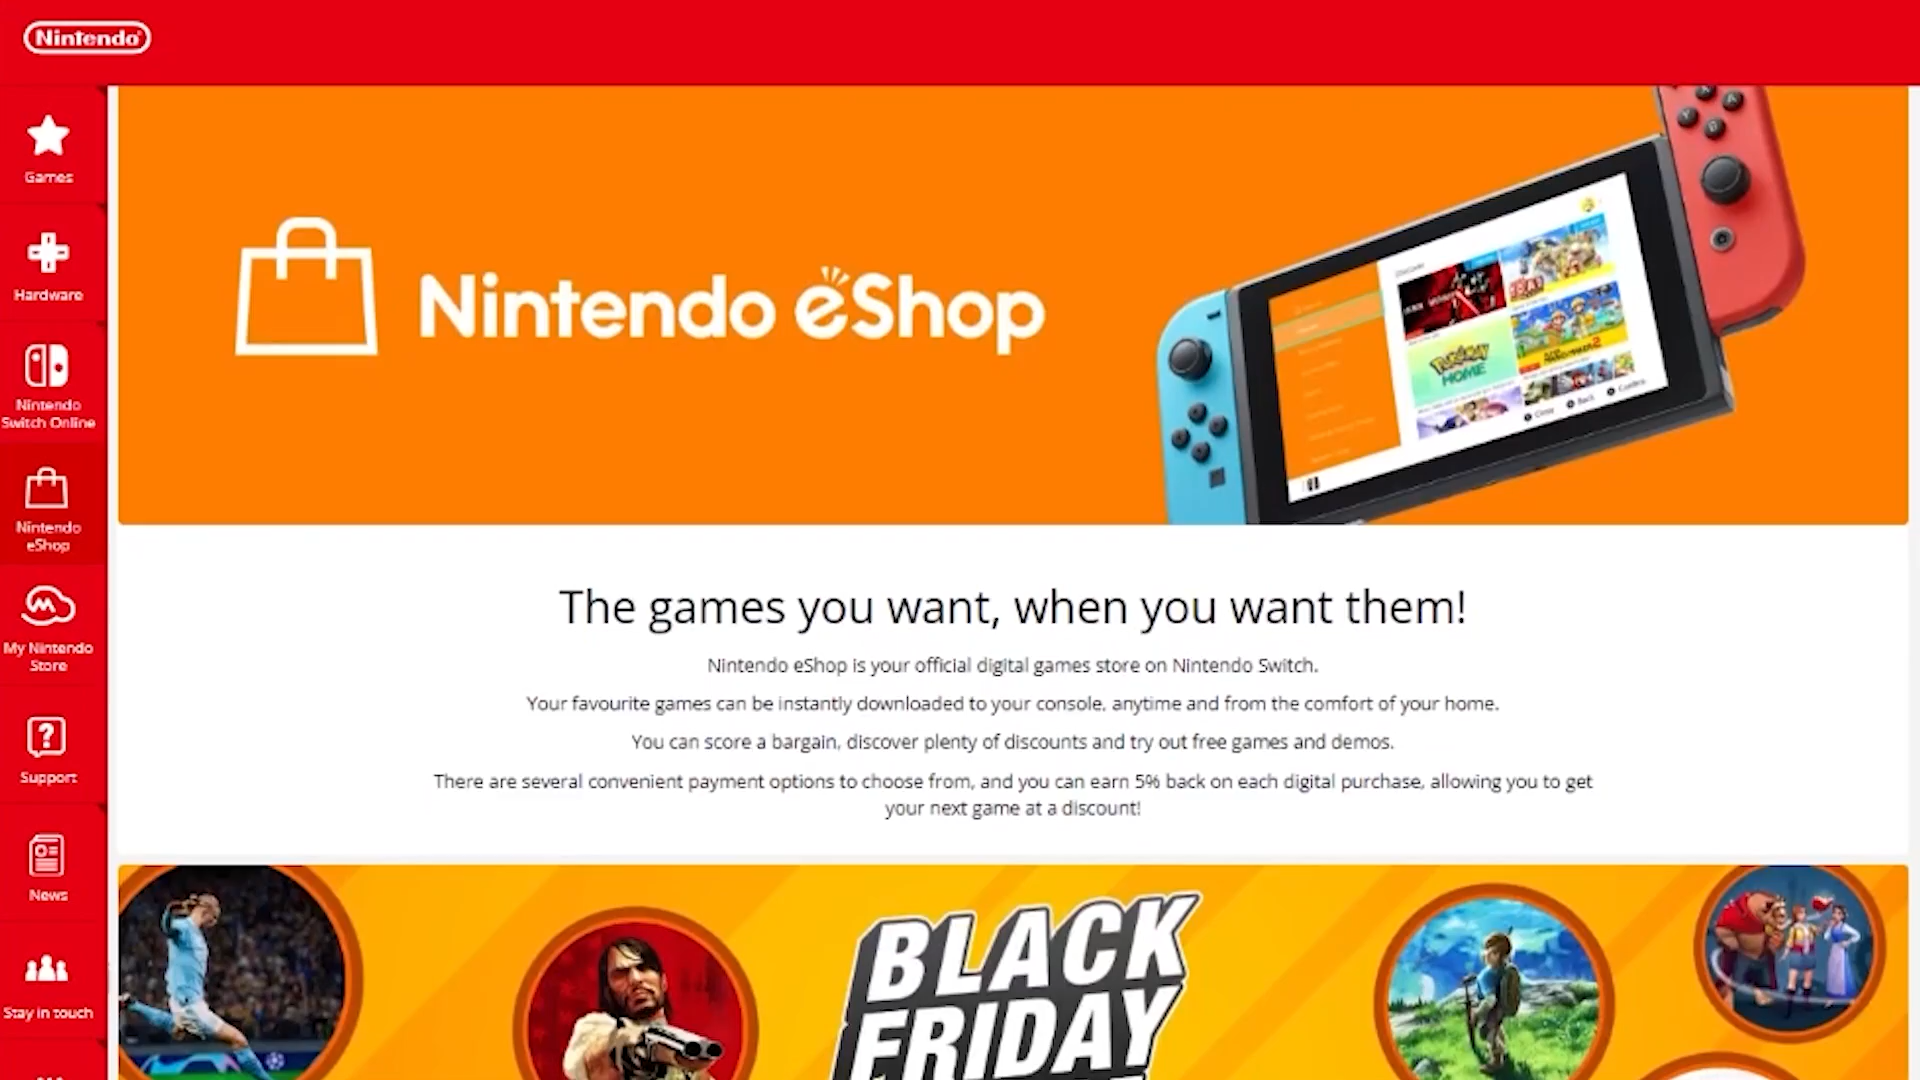 Nintendo
Games
Hardware
Nintendo
Switch Online
Nintendo
eShop
My Nintendo
Store
Support
News
Stay in touch
Nintendo eShop
Discover
POKÉMON
HOME
Close
Back
Confirm
The games you want, when you want them!
Nintendo eShop is your official digital games store on Nintendo Switch.
Your favourite games can be instantly downloaded to your console, anytime and from the comfort of your home.
You can score a bargain, discover plenty of discounts and try out free games and demos.
There are several convenient payment options to choose from, and you can earn 5% back on each digital purchase, allowing you to get
your next game at a discount!
BLACK
FRIDAY